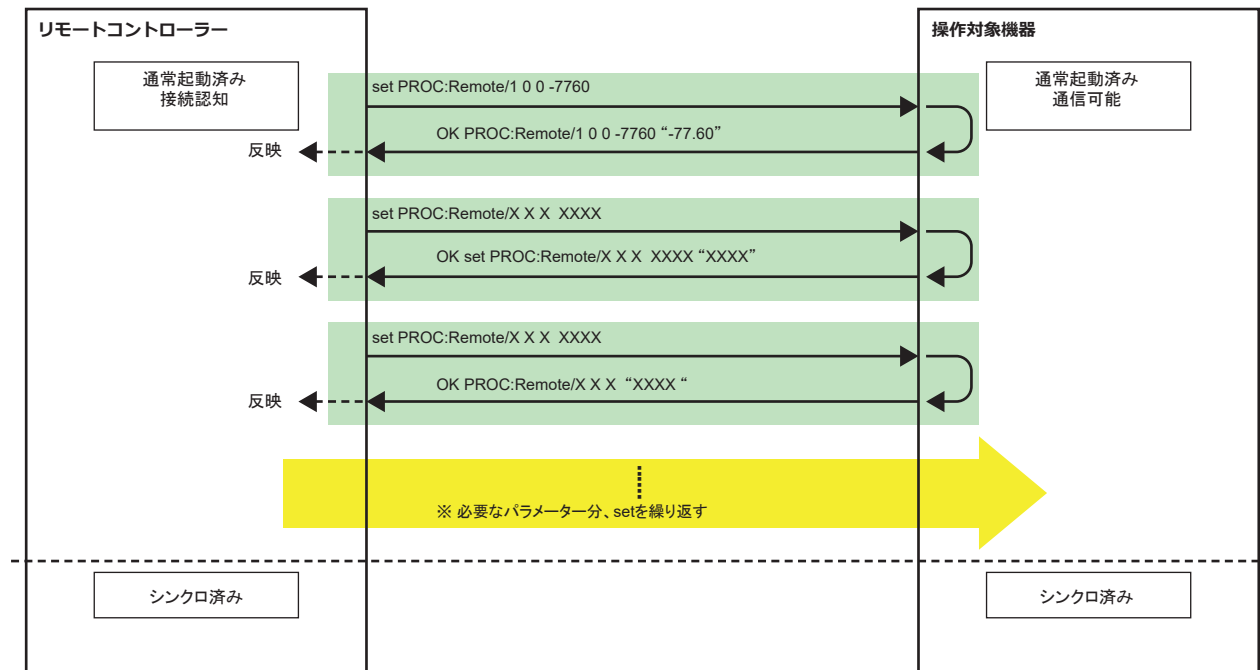 リモートコントローラー
操作対象機器
通常起動済み
接続認知
通常起動済み
通信可能
set PROC:Remote/1 0 0 -7760
OK PROC:Remote/1 0 0 -7760 “-77.60”
反映
set PROC:Remote/X X X  XXXX
OK set PROC:Remote/X X X  XXXX “XXXX”
反映
set PROC:Remote/X X X  XXXX
OK PROC:Remote/X X X  “XXXX “
反映
※ 必要なパラメーター分、setを繰り返す
シンクロ済み
シンクロ済み